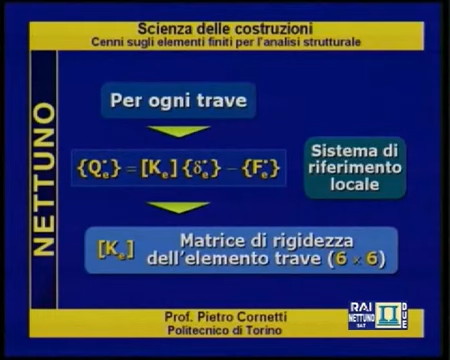 Scienza delle costruzioni
Cenni sugli elementi finiti per l'analisi strutturale
NETTUNO
Per ogni trave
{Q*e} = [Ke] {δ*e} − {F*e}
Sistema di
riferimento
locale
[Ke]
Matrice di rigidezza
dell'elemento trave (6 × 6)
Prof. Pietro Cornetti
Politecnico di Torino
RAI
NETTUNO
SAT
DUE